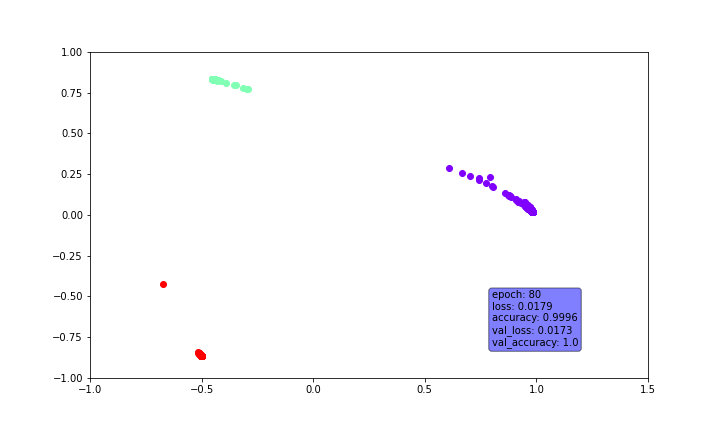 1.00
0.75
0.50
0.25
0.00
−0.25
−0.50
−0.75
−1.00
epoch: 80
loss: 0.0179
accuracy: 0.9996
val_loss: 0.0173
val_accuracy: 1.0
−1.0 −0.5 0.0 0.5 1.0 1.5